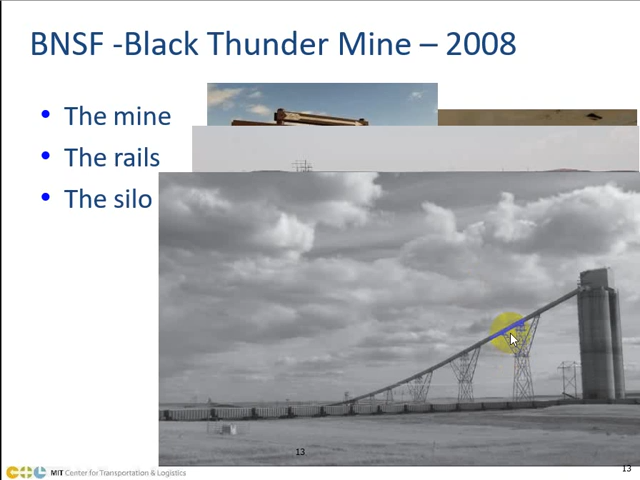 BNSF -Black Thunder Mine – 2008
• The mine
• The rails
• The silo
13
MIT Center for Transportation & Logistics
13